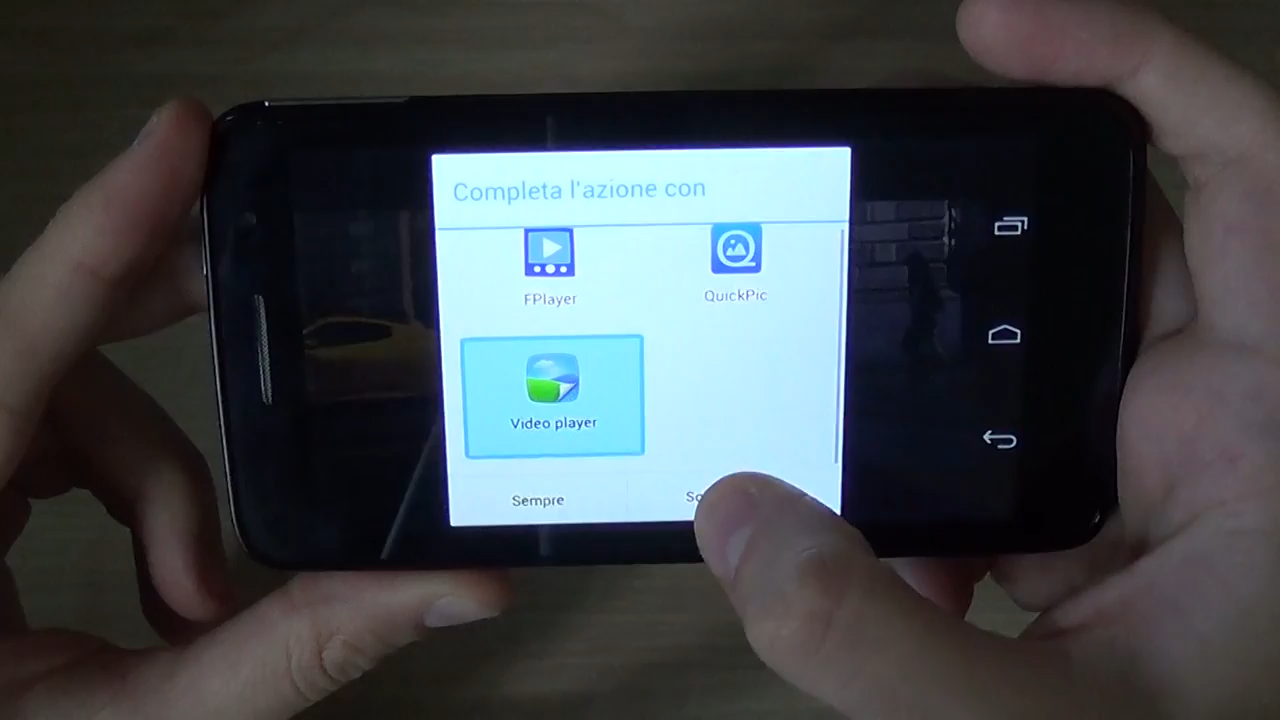 Completa l'azione con
FPlayer
QuickPic
Video player
Sempre